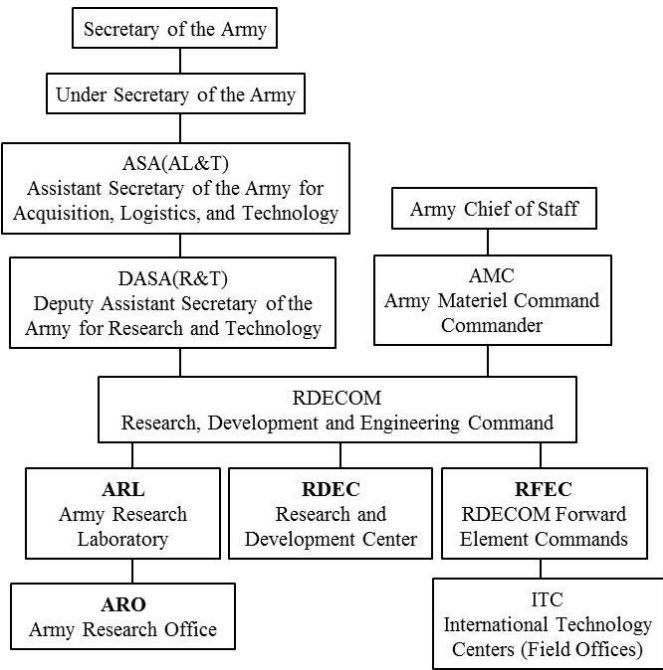 Secretary of the Army
Under Secretary of the Army
ASA(AL&T)
Assistant Secretary of the Army for
Acquisition, Logistics, and Technology
Army Chief of Staff
DASA(R&T)
Deputy Assistant Secretary of the
Army for Research and Technology
AMC
Army Materiel Command
Commander
RDECOM
Research, Development and Engineering Command
ARL
Army Research
Laboratory
RDEC
Research and
Development Center
RFEC
RDECOM Forward
Element Commands
ARO
Army Research Office
ITC
International Technology
Centers (Field Offices)